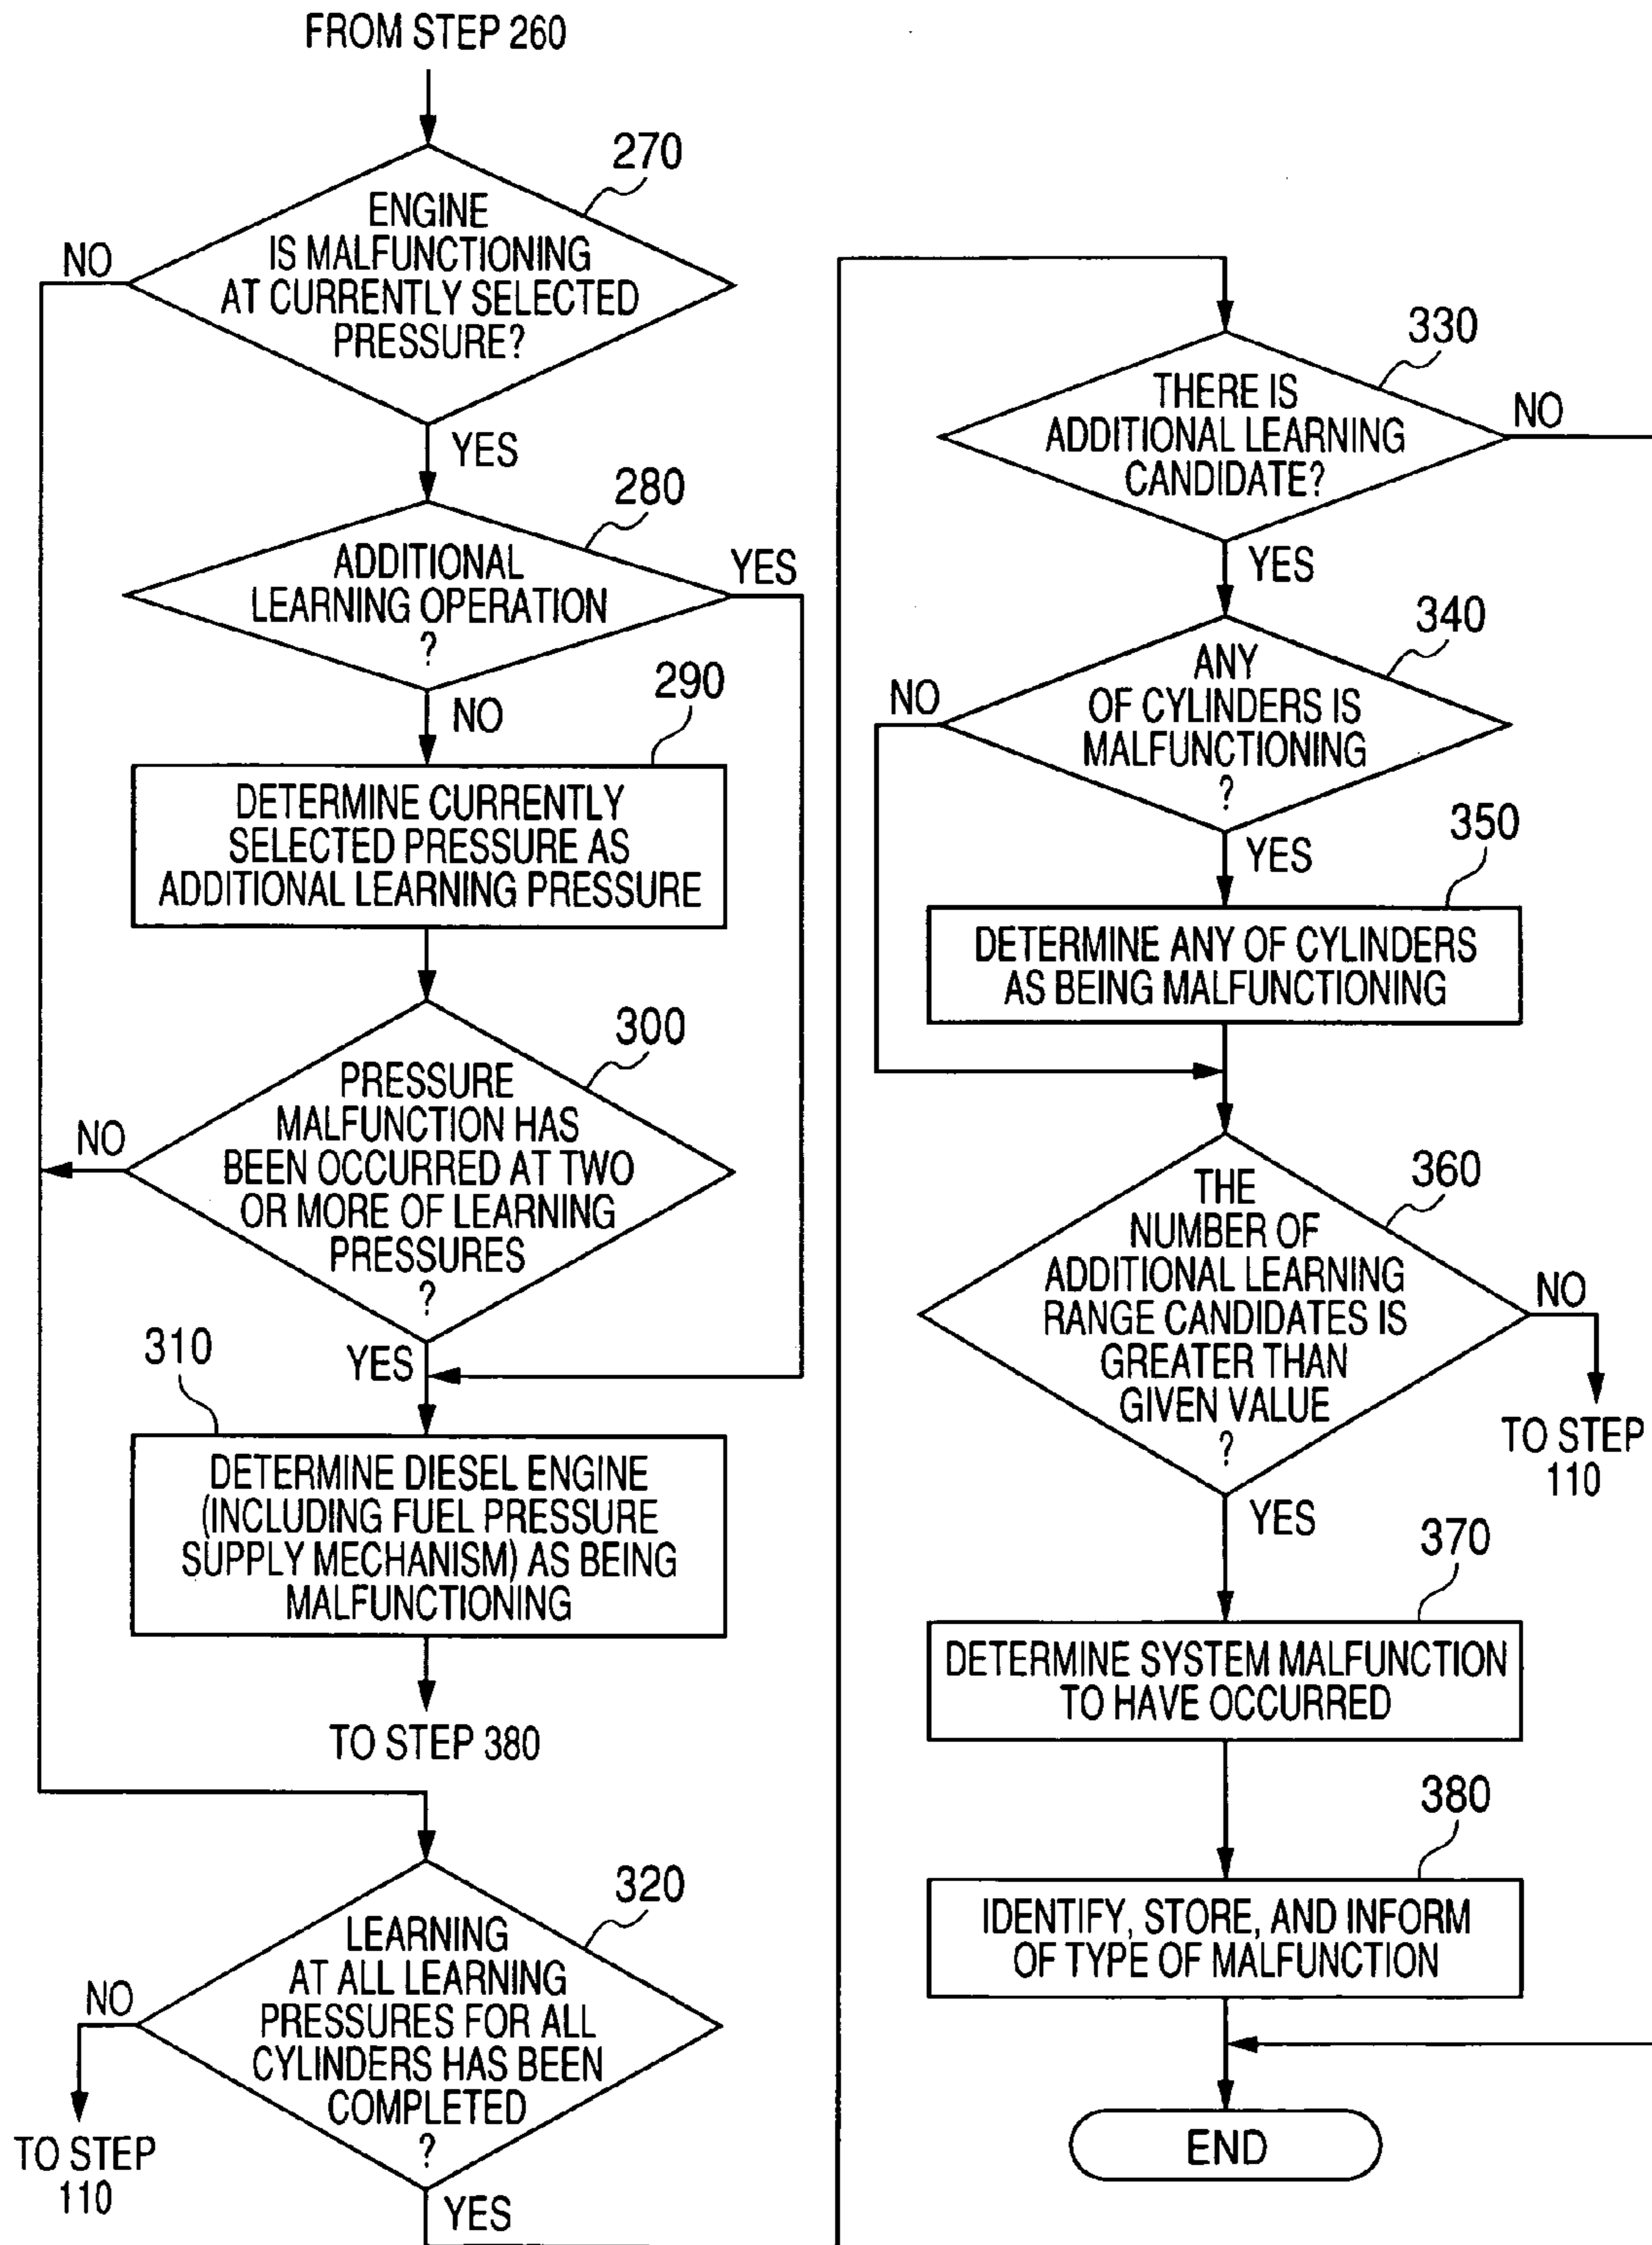 FROM STEP 260
270
ENGINE
IS MALFUNCTIONING
AT CURRENTLY SELECTED
PRESSURE?
NO
YES
280
ADDITIONAL
LEARNING OPERATION
?
YES
NO
290
DETERMINE CURRENTLY
SELECTED PRESSURE AS
ADDITIONAL LEARNING PRESSURE
300
PRESSURE
MALFUNCTION HAS
BEEN OCCURRED AT TWO
OR MORE OF LEARNING
PRESSURES
?
NO
YES
310
DETERMINE DIESEL ENGINE
(INCLUDING FUEL PRESSURE
SUPPLY MECHANISM) AS BEING
MALFUNCTIONING
TO STEP 380
320
LEARNING
AT ALL LEARNING
PRESSURES FOR ALL
CYLINDERS HAS BEEN
COMPLETED
?
NO
TO STEP
110
YES
330
THERE IS
ADDITIONAL LEARNING
CANDIDATE?
NO
YES
340
ANY
OF CYLINDERS IS
MALFUNCTIONING
?
NO
YES
350
DETERMINE ANY OF CYLINDERS
AS BEING MALFUNCTIONING
360
THE
NUMBER OF
ADDITIONAL LEARNING
RANGE CANDIDATES IS
GREATER THAN
GIVEN VALUE
?
NO
TO STEP
110
YES
370
DETERMINE SYSTEM MALFUNCTION
TO HAVE OCCURRED
380
IDENTIFY, STORE, AND INFORM
OF TYPE OF MALFUNCTION
END